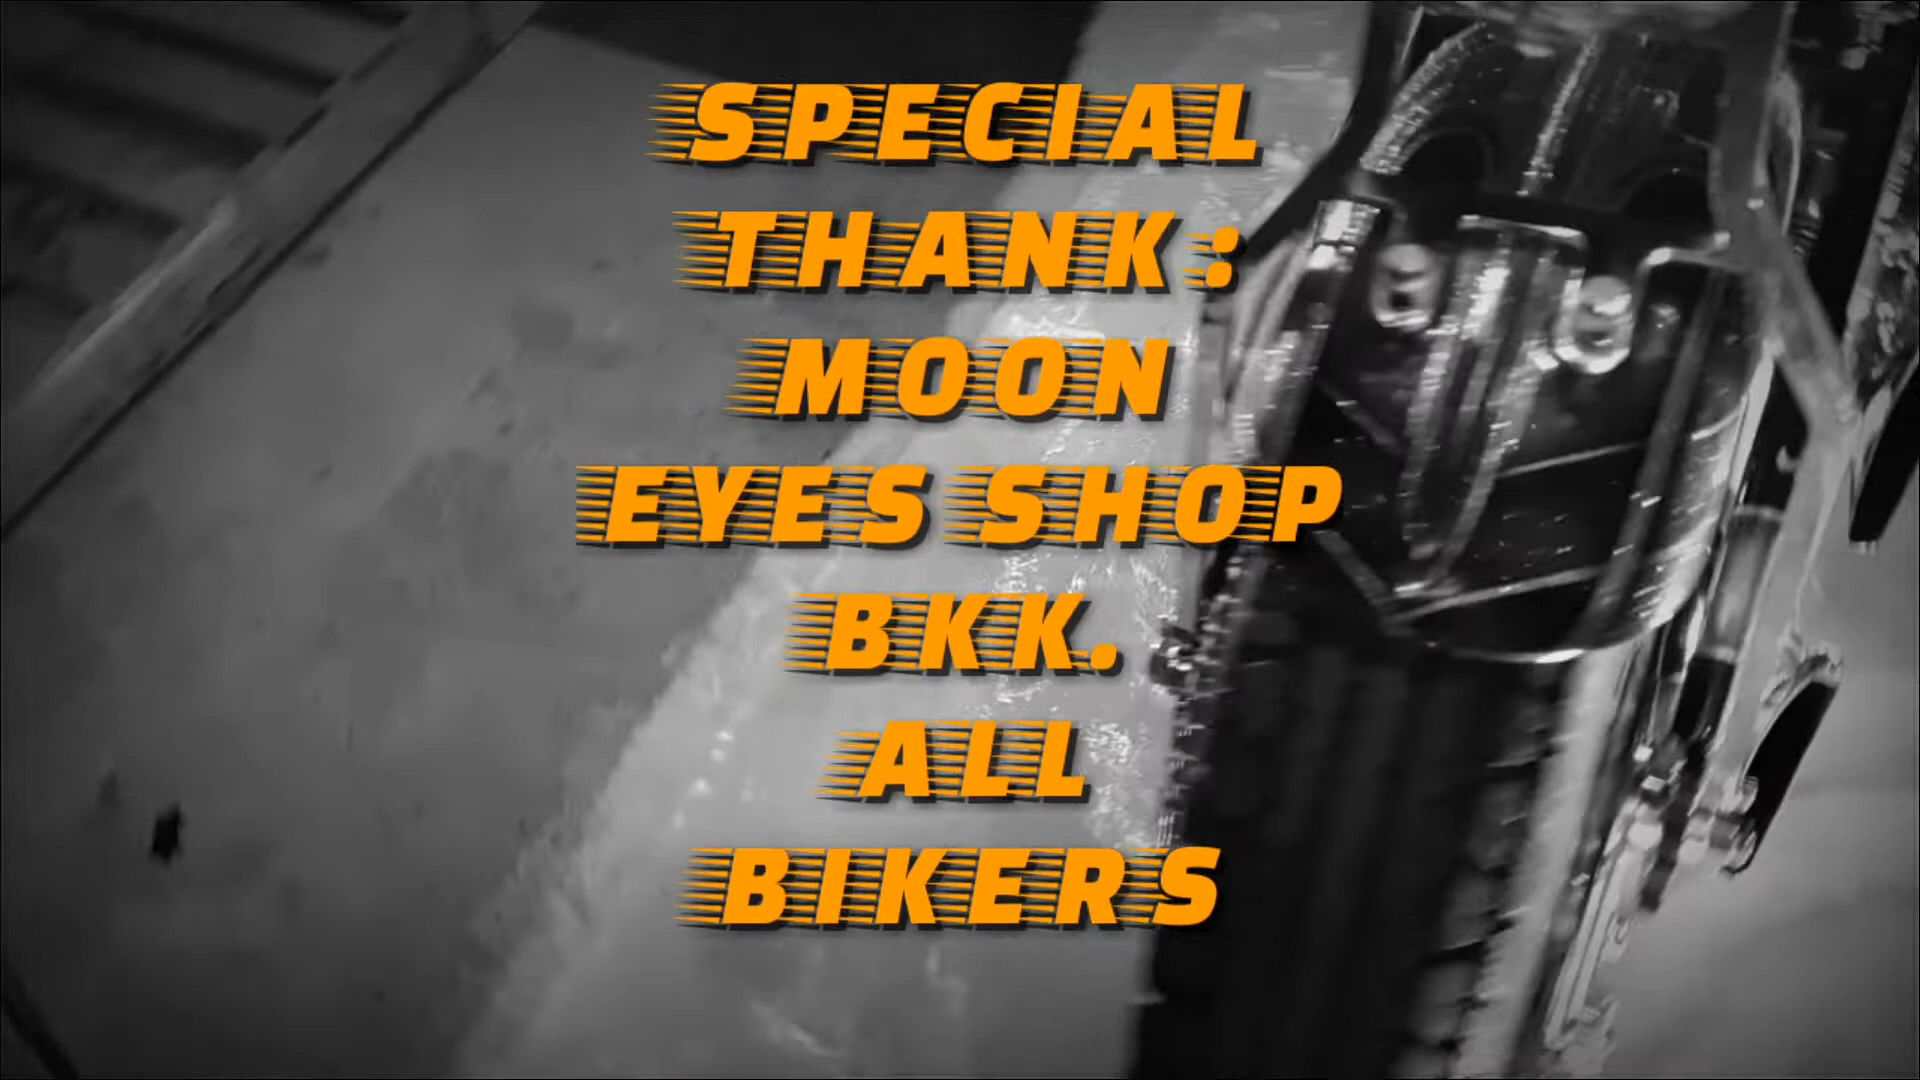 SPECIAL
THANK :
MOON
EYES SHOP
BKK.
ALL
BIKERS